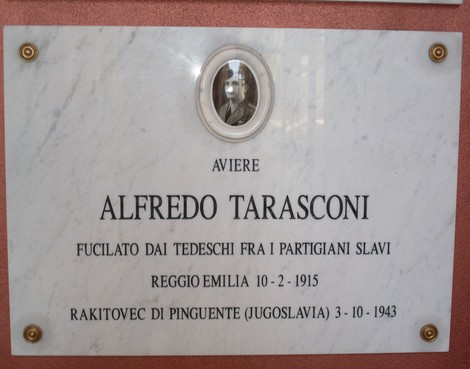 AVIERE
ALFREDO TARASCONI
FUCILATO DAI TEDESCHI FRA I PARTIGIANI SLAVI
REGGIO EMILIA 10 - 2 - 1915
RAKITOVEC DI PINGUENTE (JUGOSLAVIA) 3 - 10 - 1943